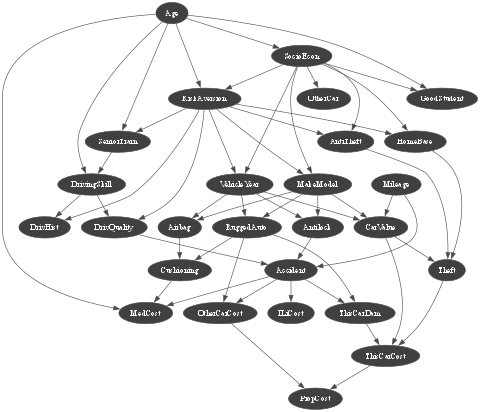 Age
SocioEcon
RiskAversion
OtherCar
GoodStudent
SeniorTrain
AntiTheft
HomeBase
DrivingSkill
VehicleYear
MakeModel
Mileage
DrivHist
DrivQuality
Airbag
RuggedAuto
Antilock
CarValue
Cushioning
Accident
Theft
MedCost
OtherCarCost
IliCost
ThisCarDam
ThisCarCost
PropCost